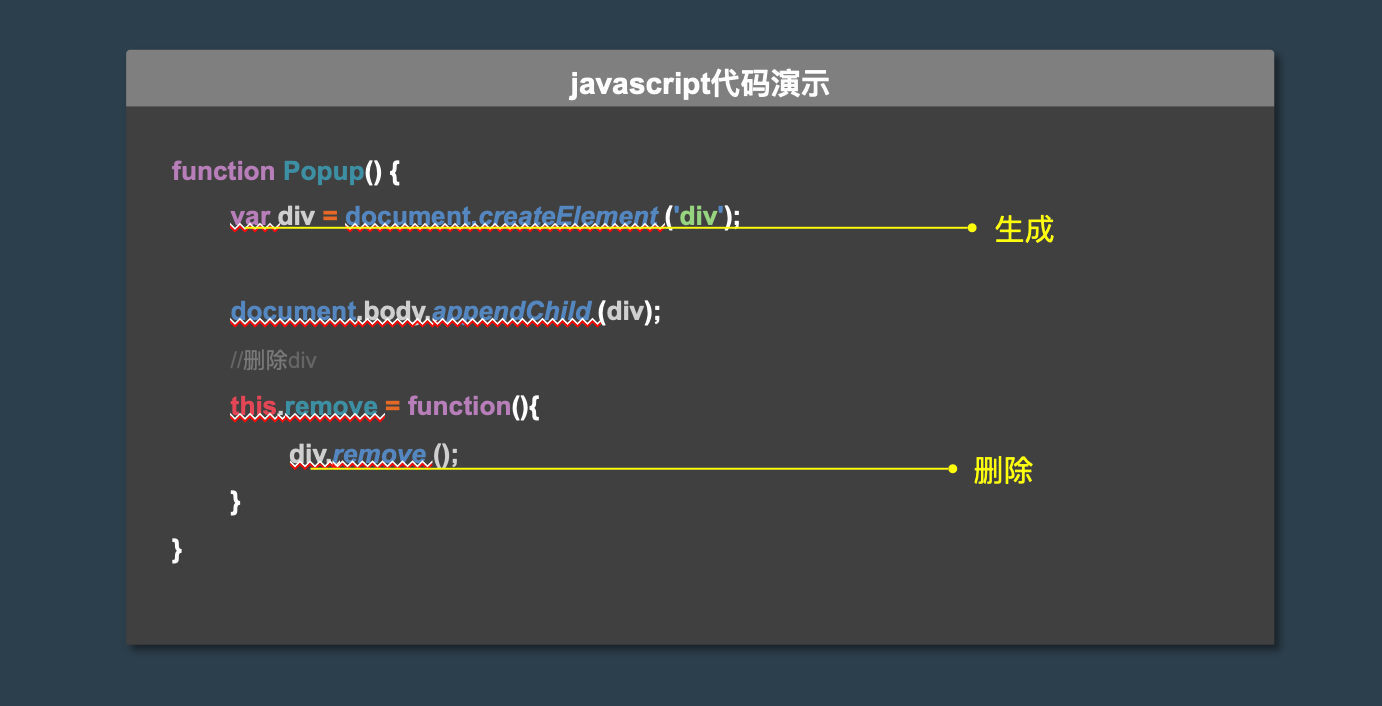 javascript代码演示
function Popup() {
var div = document.createElement('div');
生成
document.body.appendChild(div);
//删除div
this.remove = function(){
div.remove ();
删除
}
}